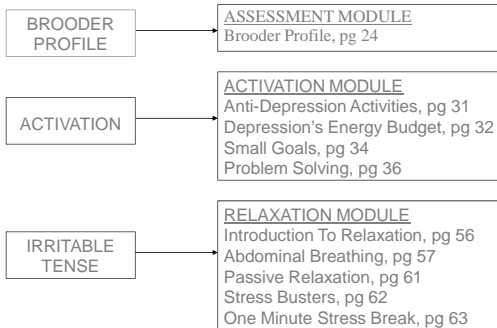 BROODER
PROFILE
ASSESSMENT MODULE
Brooder Profile, pg 24
ACTIVATION
ACTIVATION MODULE
Anti-Depression Activities, pg 31
Depression's Energy Budget, pg 32
Small Goals, pg 34
Problem Solving, pg 36
IRRITABLE
TENSE
RELAXATION MODULE
Introduction To Relaxation, pg 56
Abdominal Breathing, pg 57
Passive Relaxation, pg 61
Stress Busters, pg 62
One Minute Stress Break, pg 63